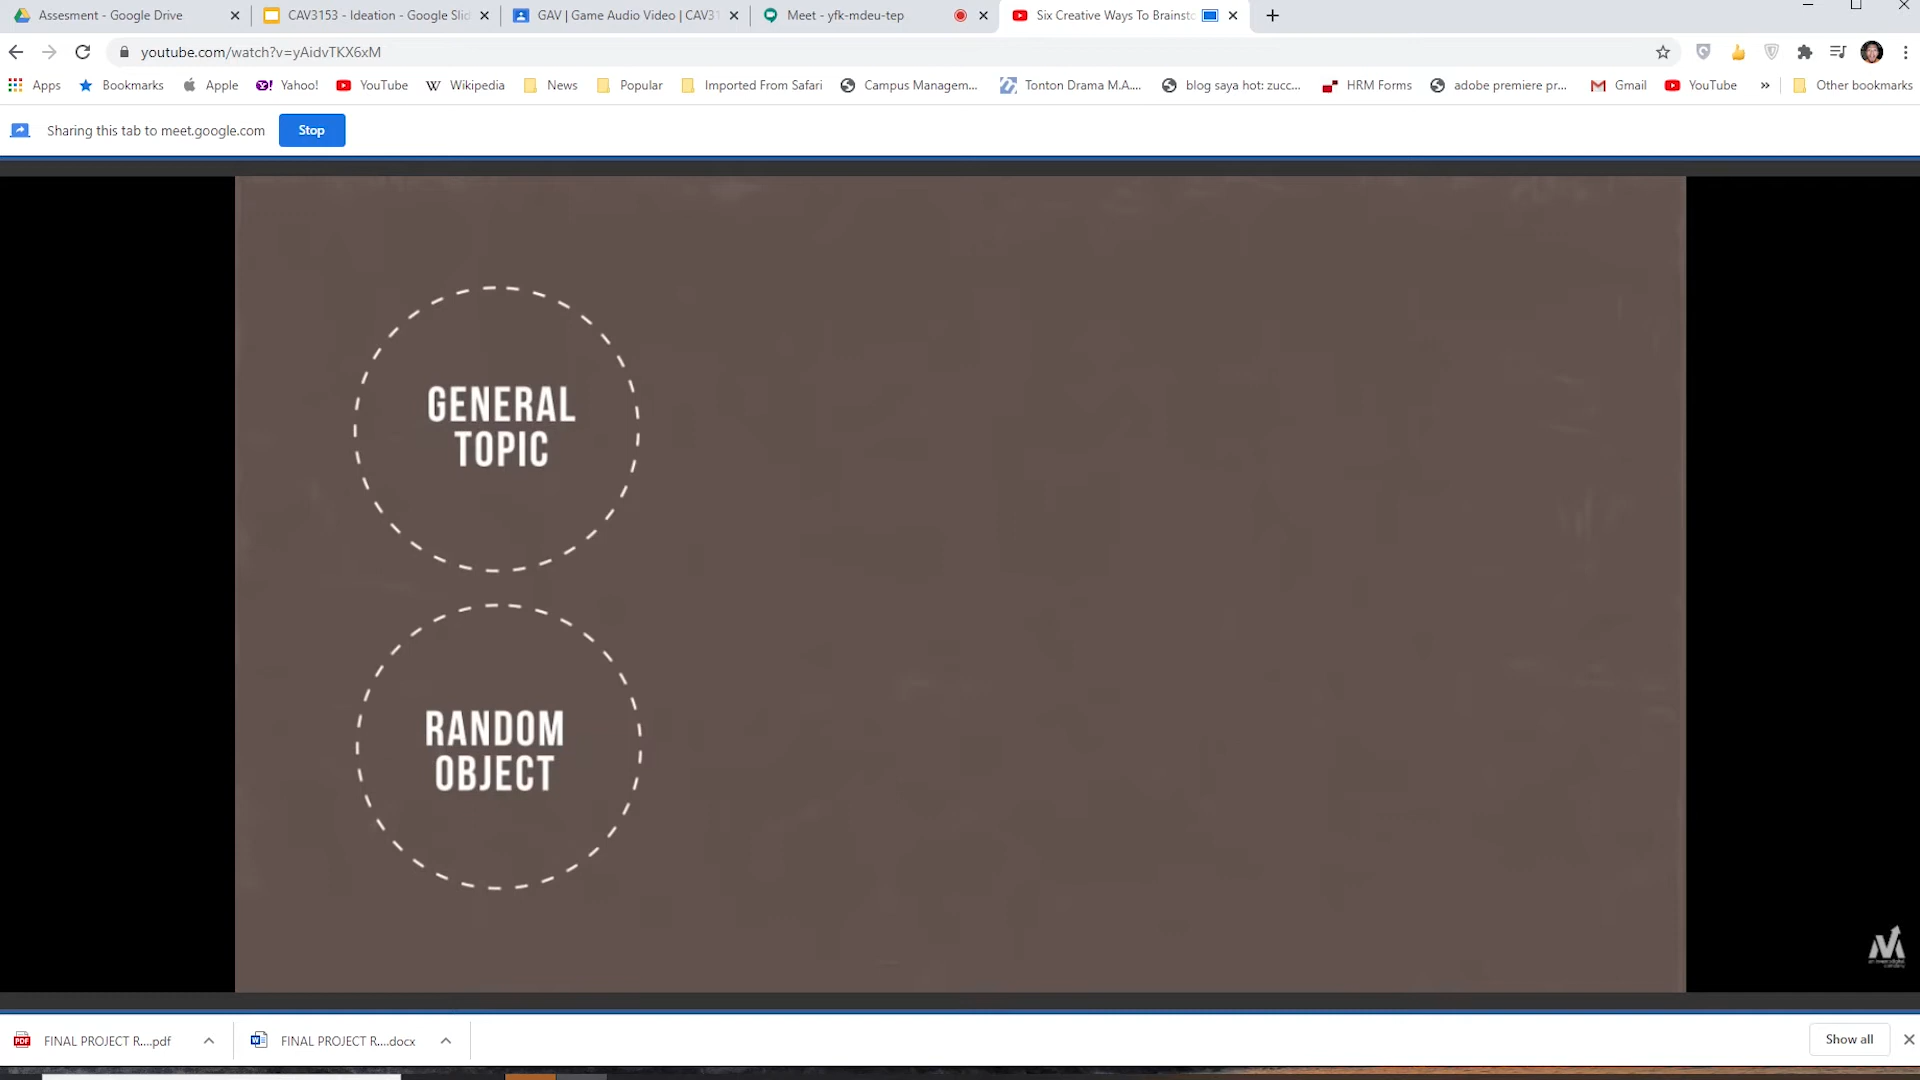 Assesment - Google Drive
CAV3153 - Ideation - Google Slid
GAV | Game Audio Video | CAV31
Meet - yfk-mdeu-tep
Six Creative Ways To Brainsto
youtube.com/watch?v=yAidvTKX6xM
Apps
Bookmarks
Apple
Yahoo!
YouTube
Wikipedia
News
Popular
Imported From Safari
Campus Managem...
Tonton Drama M.A....
blog saya hot: zucc...
HRM Forms
adobe premiere pr...
Gmail
YouTube
»
Other bookmarks
Sharing this tab to meet.google.com
Stop
GENERAL
TOPIC
RANDOM
OBJECT
FINAL PROJECT R....pdf
FINAL PROJECT R....docx
Show all